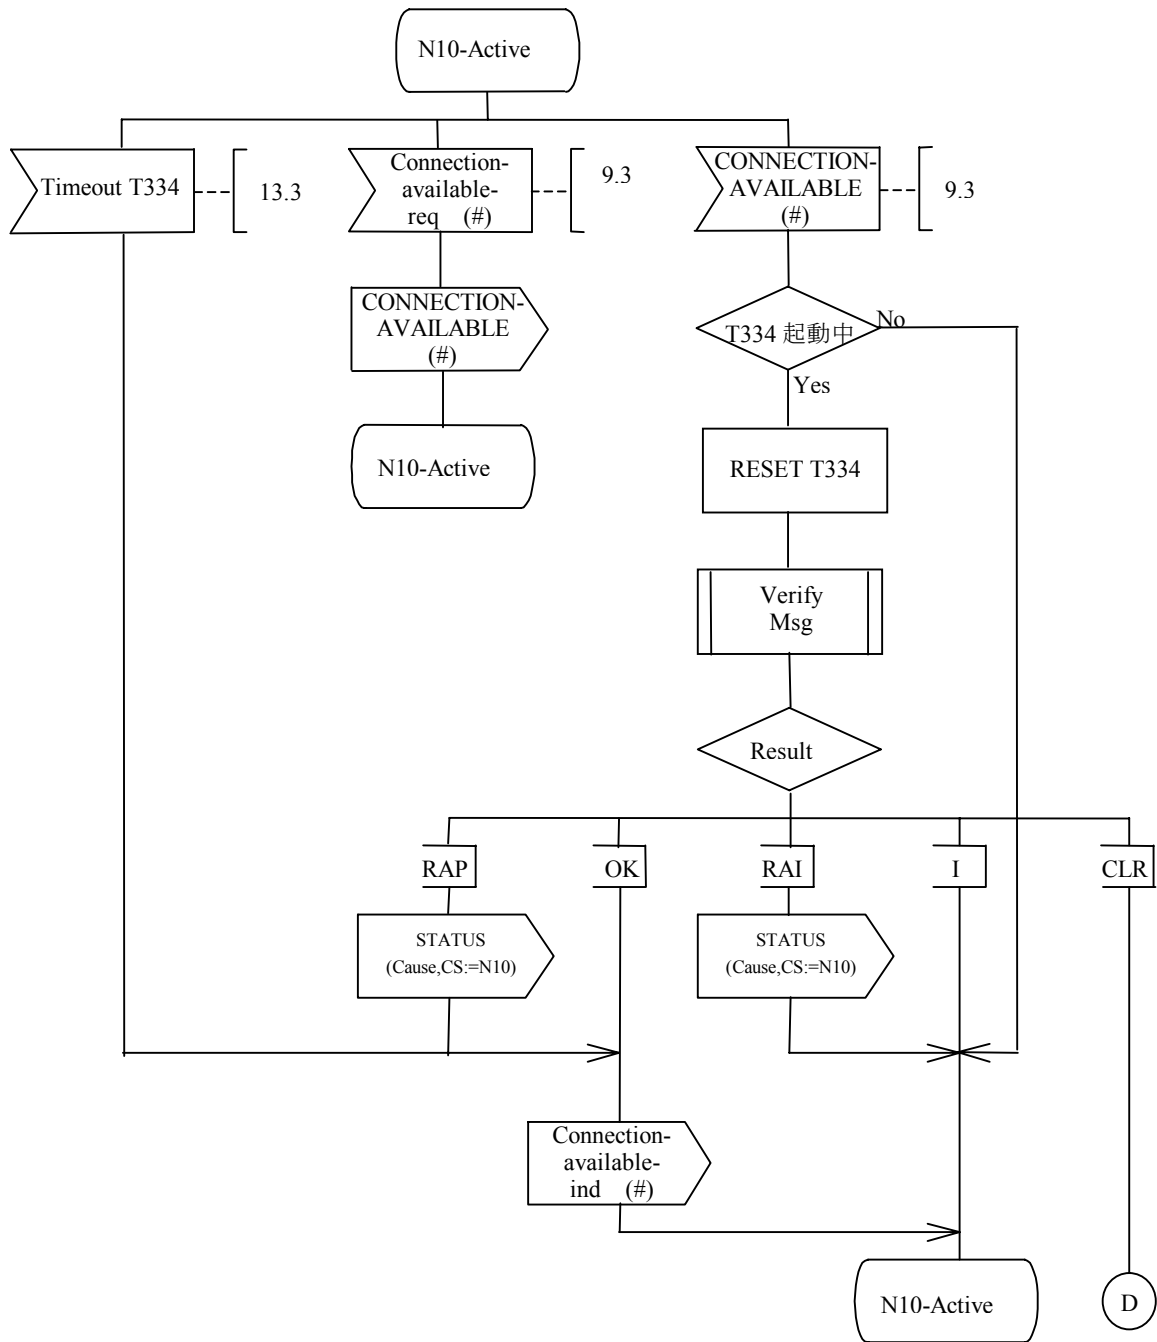 N10-Active
Timeout T334
13.3
Connection-
available-
req (#)
9.3
CONNECTION-
AVAILABLE
(#)
9.3
CONNECTION-
AVAILABLE
(#)
T334 起動中
No
Yes
N10-Active
RESET T334
Verify
Msg
Result
RAP
OK
RAI
I
CLR
STATUS
(Cause,CS:=N10)
STATUS
(Cause,CS:=N10)
Connection-
available-
ind (#)
N10-Active
D